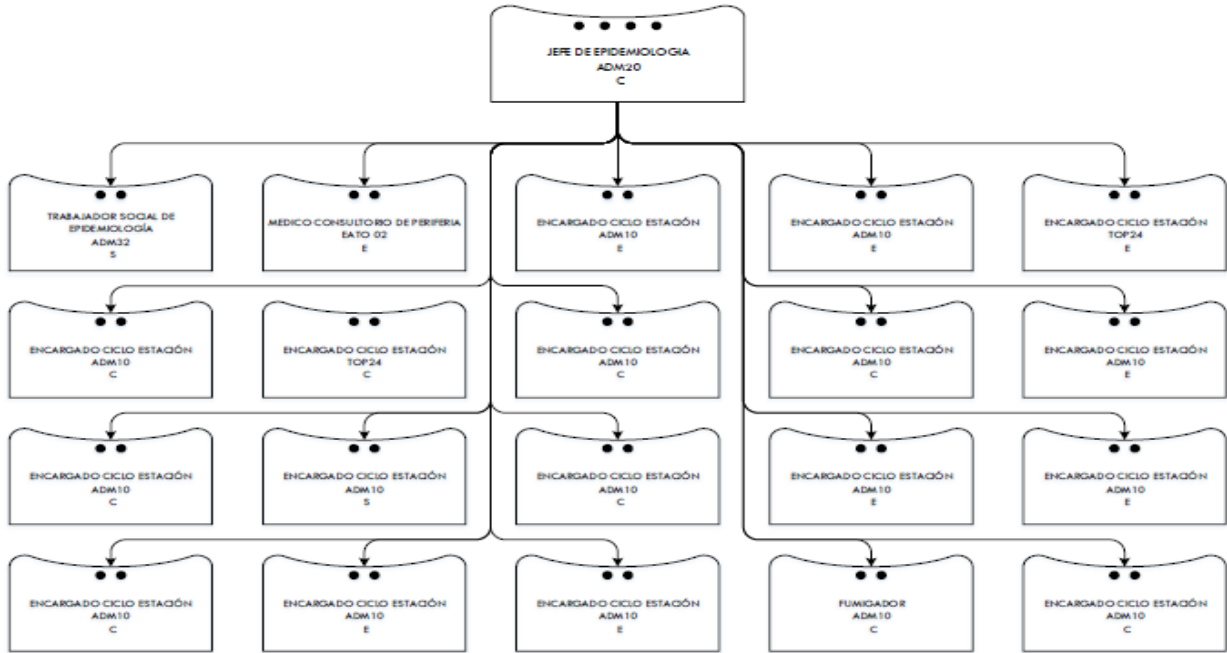 JEFE DE EPIDEMIOLOGIA
ADM20
C
TRABAJADOR SOCIAL DE
EPIDEMIOLOGÍA
ADM32
S
MEDICO CONSULTORIO DE PERIFERIA
EATO 02
E
ENCARGADO CICLO ESTACIÓN
ADM10
E
ENCARGADO CICLO ESTACIÓN
ADM10
E
ENCARGADO CICLO ESTACIÓN
TOP24
E
ENCARGADO CICLO ESTACIÓN
ADM10
C
ENCARGADO CICLO ESTACIÓN
TOP24
C
ENCARGADO CICLO ESTACIÓN
ADM10
C
ENCARGADO CICLO ESTACIÓN
ADM10
C
ENCARGADO CICLO ESTACIÓN
ADM10
E
ENCARGADO CICLO ESTACIÓN
ADM10
C
ENCARGADO CICLO ESTACIÓN
ADM10
S
ENCARGADO CICLO ESTACIÓN
ADM10
C
ENCARGADO CICLO ESTACIÓN
ADM10
E
ENCARGADO CICLO ESTACIÓN
ADM10
E
ENCARGADO CICLO ESTACIÓN
ADM10
C
ENCARGADO CICLO ESTACIÓN
ADM10
E
ENCARGADO CICLO ESTACIÓN
ADM10
E
FUMIGADOR
ADM10
C
ENCARGADO CICLO ESTACIÓN
ADM10
C